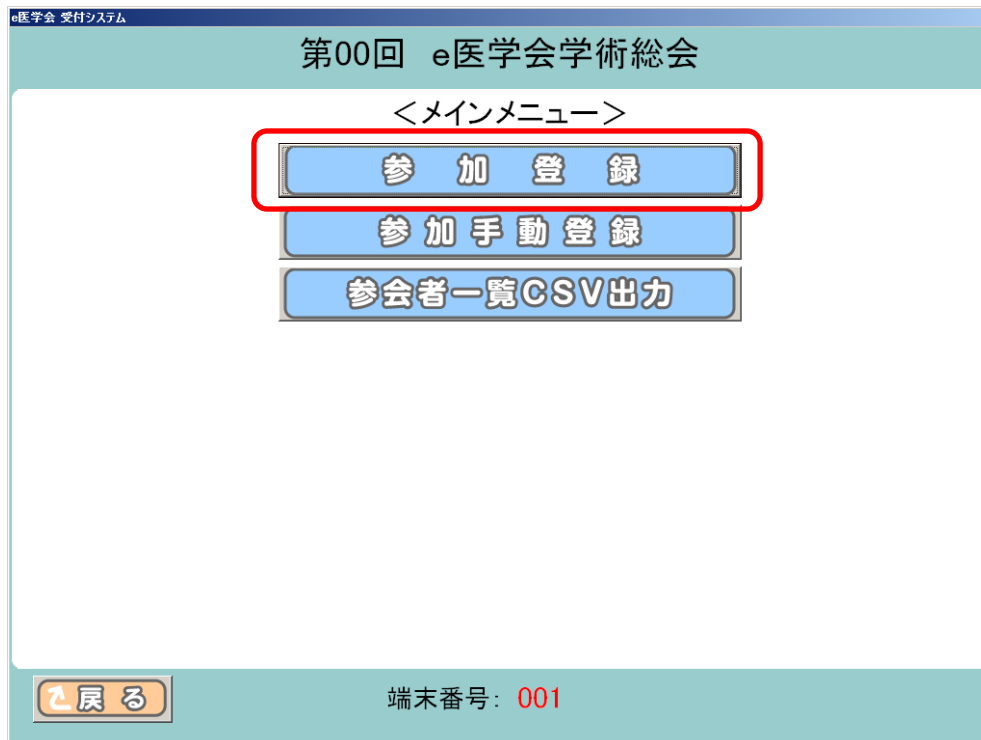 e医学会 受付システム
第00回 e医学会学術総会
＜メインメニュー＞
参加登録
参加手動登録
参会者一覧CSV出力
戻る
端末番号: 001